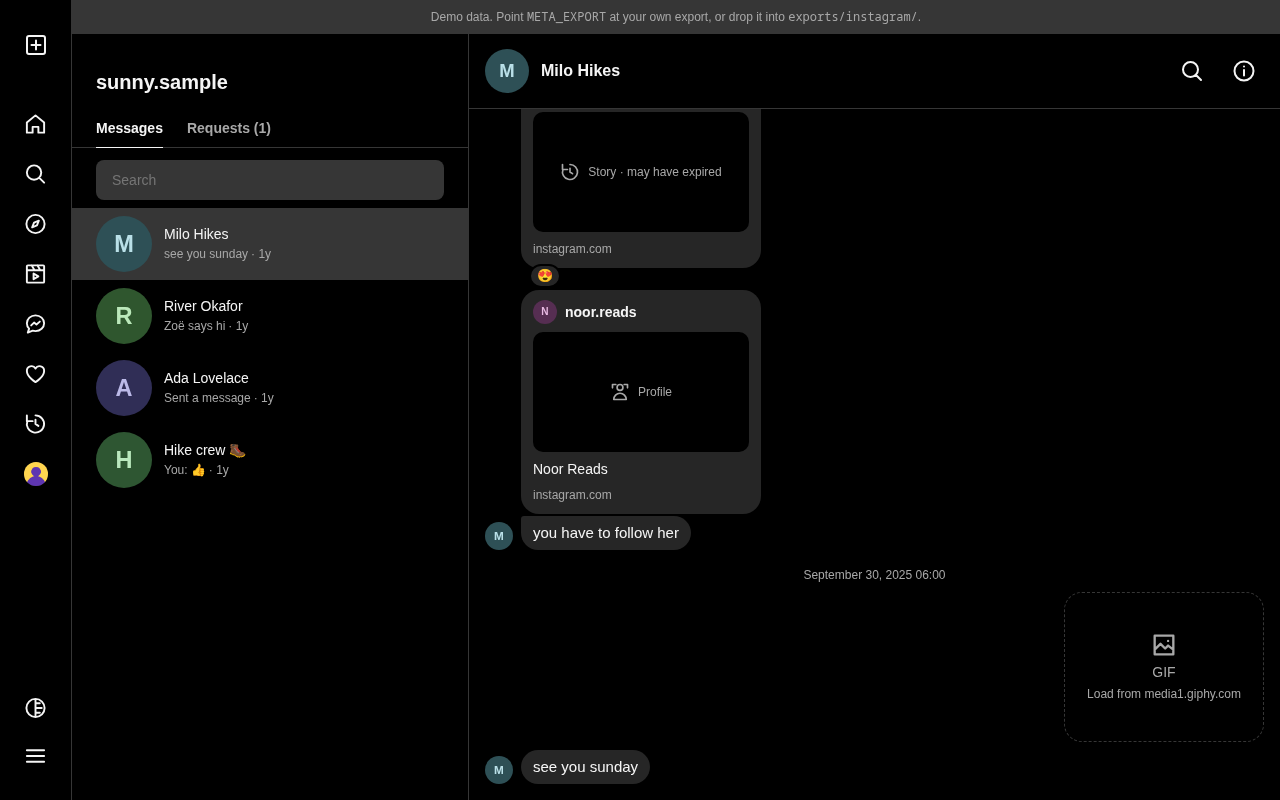 Demo data. Point META_EXPORT at your own export, or drop it into exports/instagram/.
sunny.sample
Messages
Requests (1)
Search
M
Milo Hikes
see you sunday · 1y
R
River Okafor
Zoë says hi · 1y
A
Ada Lovelace
Sent a message · 1y
H
Hike crew 🥾
You: 👍 · 1y
M
Milo Hikes
Story · may have expired
instagram.com
😍
N
noor.reads
Profile
Noor Reads
instagram.com
M
you have to follow her
September 30, 2025 06:00
GIF
Load from media1.giphy.com
M
see you sunday